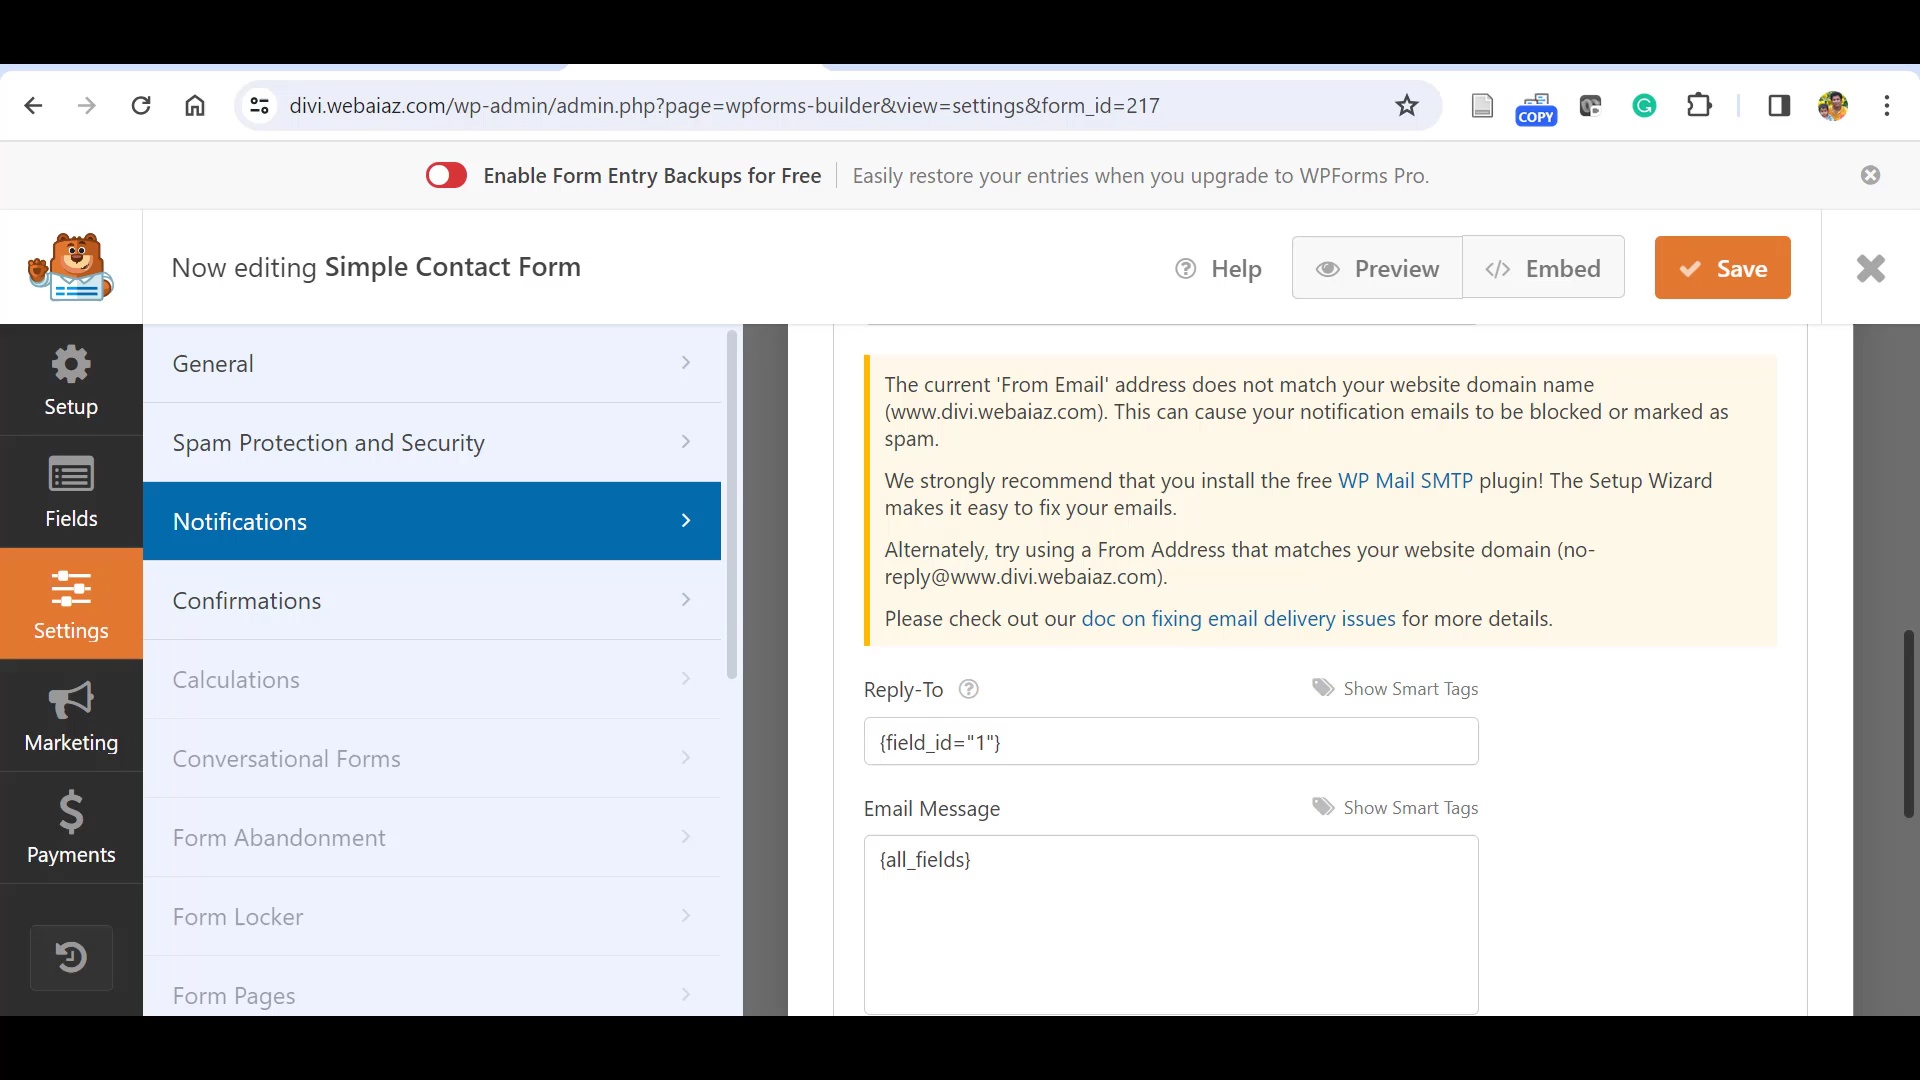 divi.webaiaz.com/wp-admin/admin.php?page=wpforms-builder&view=settings&form_id=217
COPY
Enable Form Entry Backups for Free
Easily restore your entries when you upgrade to WPForms Pro.
Now editing Simple Contact Form
Help
Preview
Embed
Save
Setup
Fields
Settings
Marketing
Payments
General
Spam Protection and Security
Notifications
Confirmations
Calculations
Conversational Forms
Form Abandonment
Form Locker
Form Pages
The current 'From Email' address does not match your website domain name
(www.divi.webaiaz.com). This can cause your notification emails to be blocked or marked as
spam.
We strongly recommend that you install the free WP Mail SMTP plugin! The Setup Wizard
makes it easy to fix your emails.
Alternately, try using a From Address that matches your website domain (no-
reply@www.divi.webaiaz.com).
Please check out our doc on fixing email delivery issues for more details.
Reply-To
Show Smart Tags
{field_id="1"}
Email Message
Show Smart Tags
{all_fields}